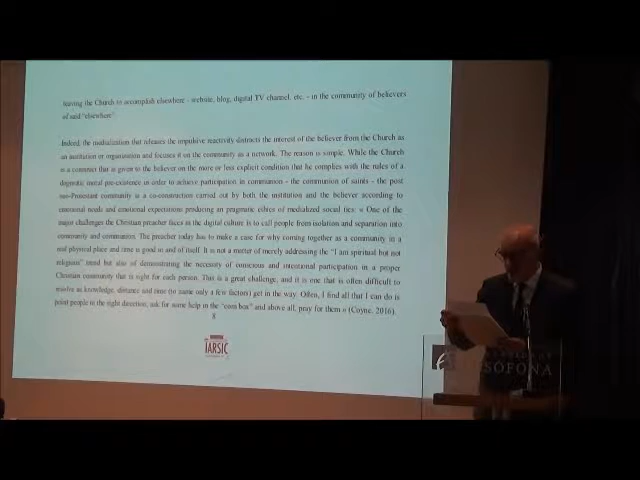 leaving the Church to accomplish elsewhere - website, blog, digital TV channel, etc. - in the community of believers
of said "elsewhere"
Indeed, the medialization that releases the impulsive reactivity distracts the interest of the believer from the Church as
an institution or organization and focuses it on the community as a network. The reason is simple. While the Church
is a construct that is given to the believer on the more or less explicit condition that he complies with the rules of a
dogmatic moral pre-existence in order to achieve participation in communion - the communion of saints - the post
neo-Protestant community is a co-construction carried out by both the institution and the believer according to
emotional needs and emotional expectations producing an pragmatic ethics of medialized social ties: « One of the
major challenges the Christian preacher faces in the digital culture is to call people from isolation and separation into
community and communion. The preacher today has to make a case for why coming together as a community in a
real physical place and time is good in and of itself. It is not a matter of merely addressing the "I am spiritual but not
religious" trend but also of demonstrating the necessity of conscious and intentional participation in a proper
Christian community that is right for each person. This is a great challenge, and it is one that is often difficult to
resolve as knowledge, distance and time (to name only a few factors) get in the way. Often, I find all that I can do is
point people in the right direction, ask for some help in the "com box" and above all, pray for them » (Coyne, 2016).
8
IARSIC
SÓFONA